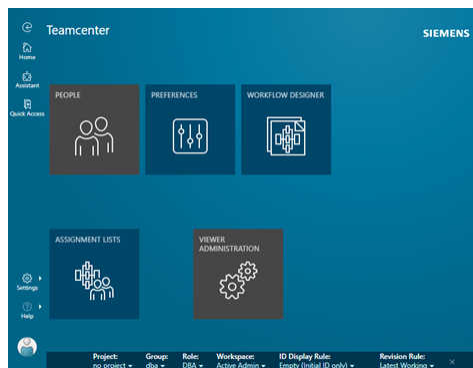 Teamcenter
SIEMENS
Home
Assistant
Quick Access
PEOPLE
PREFERENCES
WORKFLOW DESIGNER
ASSIGNMENT LISTS
VIEWER
ADMINISTRATION
Settings
Help
Project: Group: Role: Workspace: ID Display Rule: Revision Rule:
no project dba DBA Active Admin Empty (Initial ID only) Latest Working